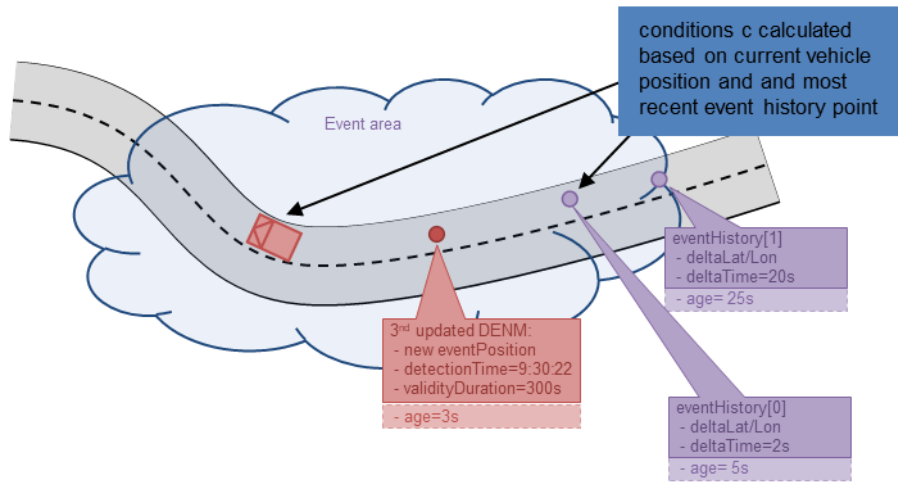 conditions c calculated
based on current vehicle
position and and most
recent event history point
Event area
eventHistory[1]
- deltaLat/Lon
- deltaTime=20s
- age= 25s
3nd updated DENM:
- new eventPosition
- detectionTime=9:30:22
- validityDuration=300s
- age=3s
eventHistory[0]
- deltaLat/Lon
- deltaTime=2s
- age= 5s